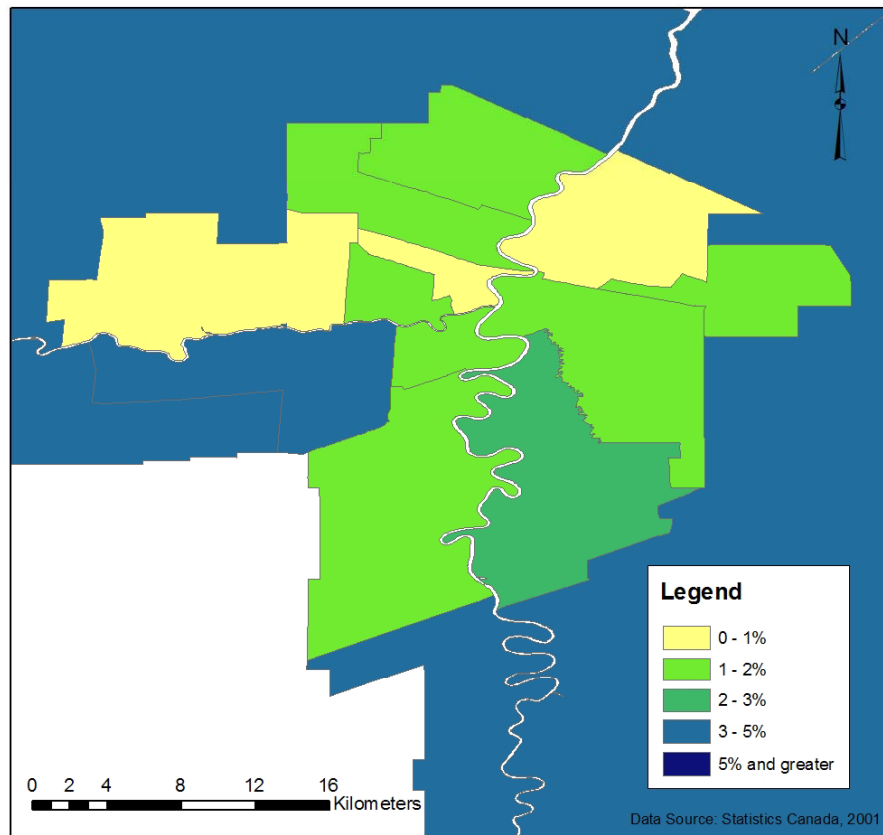 N
Legend
0 - 1%
1 - 2%
2 - 3%
3 - 5%
5% and greater
0 2 4 8 12 16
Kilometers
Data Source: Statistics Canada, 2001